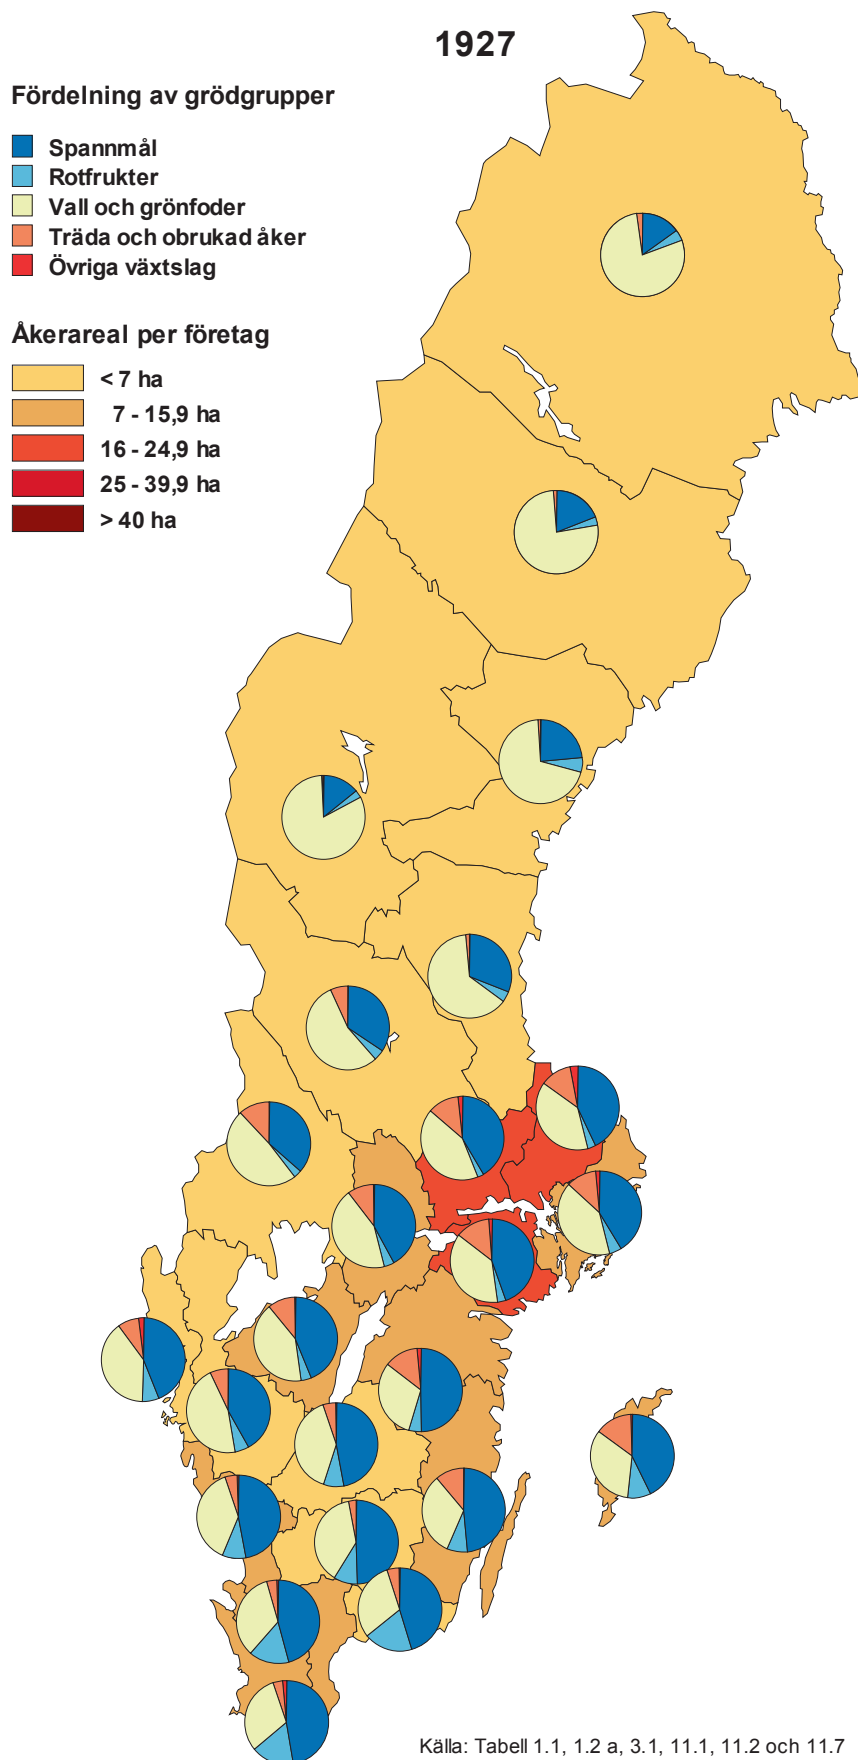 1927
Fördelning av grödgrupper
Spannmål
Rotfrukter
Vall och grönfoder
Träda och obrukad åker
Övriga växtslag
Åkerareal per företag
< 7 ha
7 - 15,9 ha
16 - 24,9 ha
25 - 39,9 ha
> 40 ha
Källa: Tabell 1.1, 1.2 a, 3.1, 11.1, 11.2 och 11.7